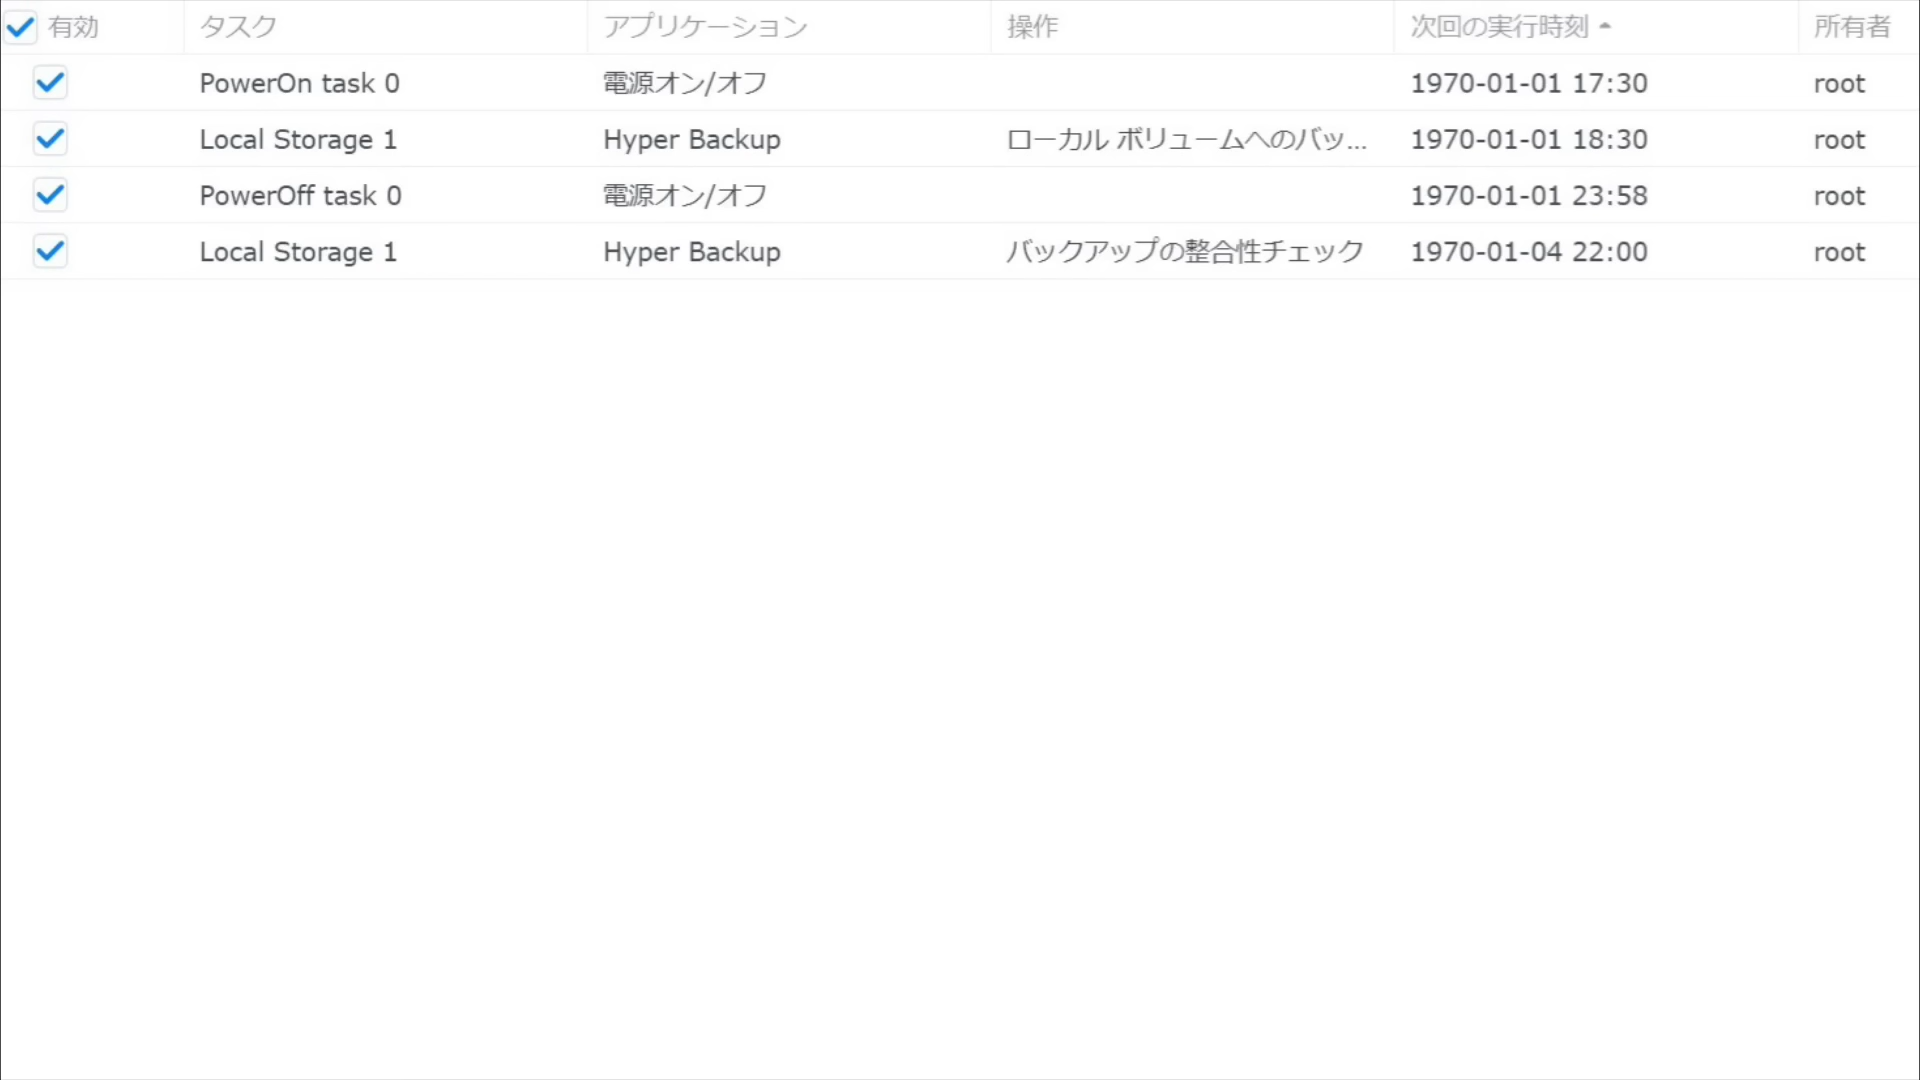 有効 タスク アプリケーション 操作 次回の実行時刻 所有者
PowerOn task 0 電源オン/オフ 1970-01-01 17:30 root
Local Storage 1 Hyper Backup ローカル ボリュームへのバッ... 1970-01-01 18:30 root
PowerOff task 0 電源オン/オフ 1970-01-01 23:58 root
Local Storage 1 Hyper Backup バックアップの整合性チェック 1970-01-04 22:00 root